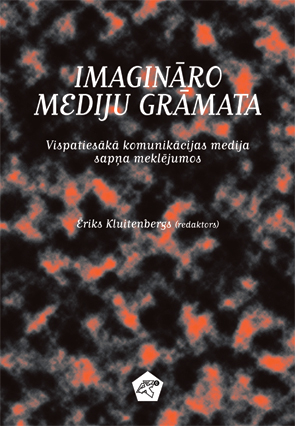 IMAGINĀRO
MEDIJU GRĀMATA
Vispatiesākā komunikācijas medija
sapņa meklējumos
Ēriks Kluitenbergs (redaktors)